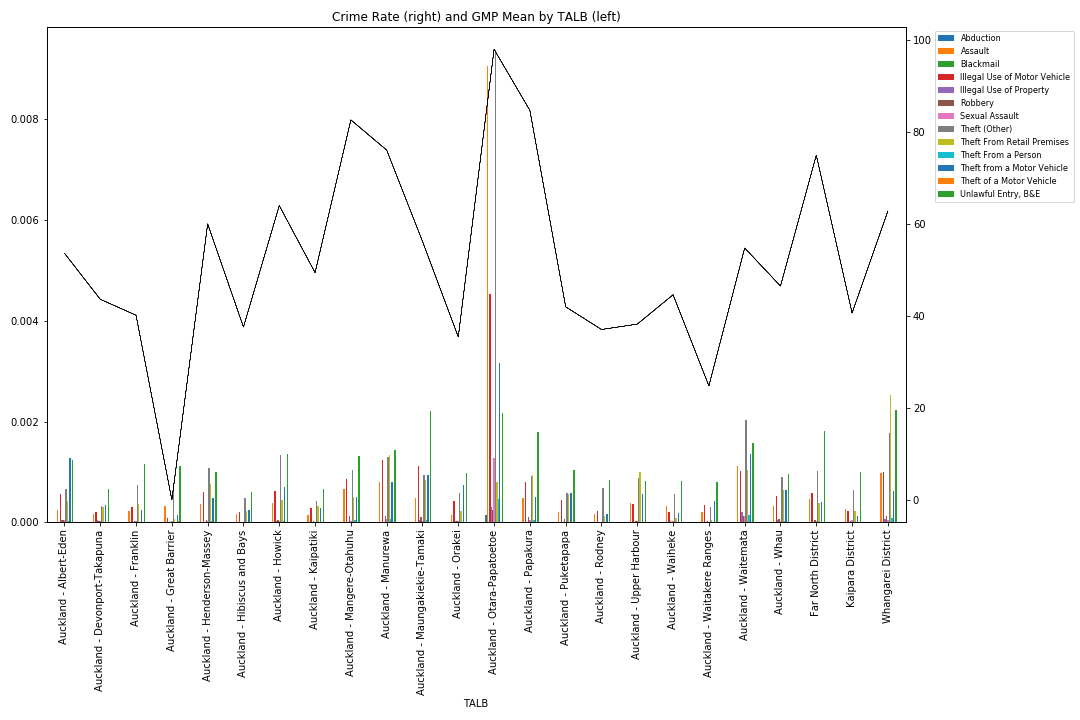 Crime Rate (right) and GMP Mean by TALB (left)
0.008
0.006
0.004
0.002
0.000
100
80
60
40
20
0
Abduction
Assault
Blackmail
Illegal Use of Motor Vehicle
Illegal Use of Property
Robbery
Sexual Assault
Theft (Other)
Theft From Retail Premises
Theft From a Person
Theft from a Motor Vehicle
Theft of a Motor Vehicle
Unlawful Entry, B&E
Auckland - Albert-Eden
Auckland - Devonport-Takapuna
Auckland - Franklin
Auckland - Great Barrier
Auckland - Henderson-Massey
Auckland - Hibiscus and Bays
Auckland - Howick
Auckland - Kaipatiki
Auckland - Mangere-Otahuhu
Auckland - Manurewa
Auckland - Maungakiekie-Tamaki
Auckland - Orakei
Auckland - Otara-Papatoetoe
Auckland - Papakura
Auckland - Puketapapa
Auckland - Rodney
Auckland - Upper Harbour
Auckland - Waiheke
Auckland - Waitakere Ranges
Auckland - Waitemata
Auckland - Whau
Far North District
Kaipara District
Whangarei District
TALB